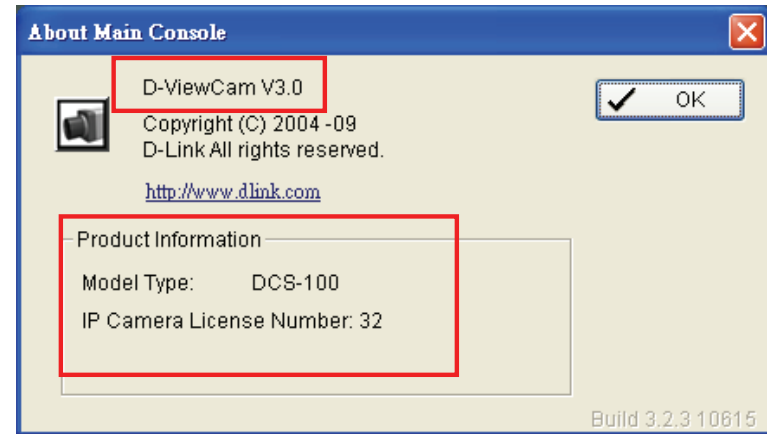 About Main Console
D-ViewCam V3.0
OK
Copyright (C) 2004 -09
D-Link All rights reserved.
http://www.dlink.com
Product Information
Model Type: DCS-100
IP Camera License Number: 32
Build 3.2.3 10615